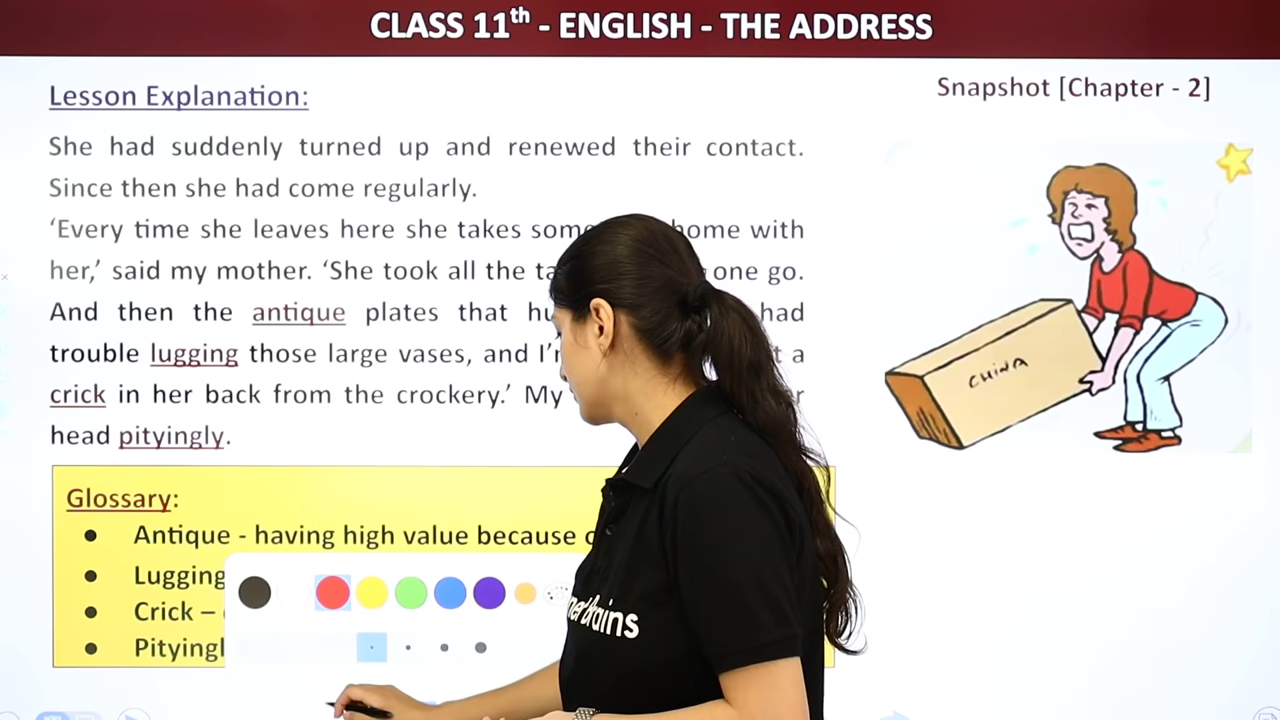 CLASS 11th - ENGLISH - THE ADDRESS
Snapshot [Chapter - 2]
Lesson Explanation:
She had suddenly turned up and renewed their contact.
Since then she had come regularly.
‘Every time she leaves here she takes home with
her,’ said my mother. ‘She took all the one go.
And then the antique plates that had
trouble lugging those large vases, and a
crick in her back from the crockery.’ My
head pityingly.
CHINA
Glossary:
● Antique - having high value because
● Lugging
● Crick –
●